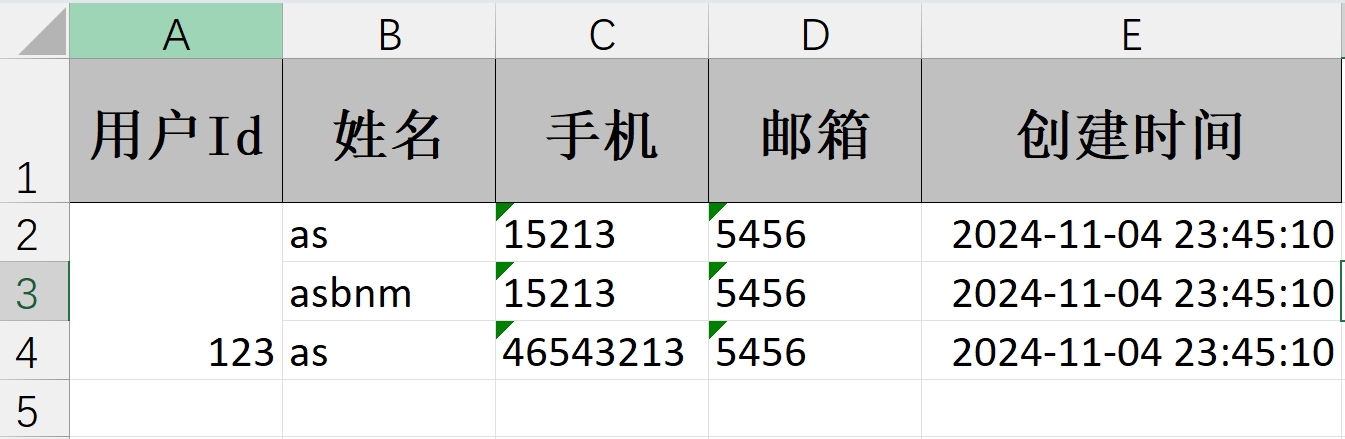 A B C D E
1 用户Id 姓名 手机 邮箱 创建时间
2 as 15213 5456 2024-11-04 23:45:10
3 asbnm 15213 5456 2024-11-04 23:45:10
4 123 as 46543213 5456 2024-11-04 23:45:10
5